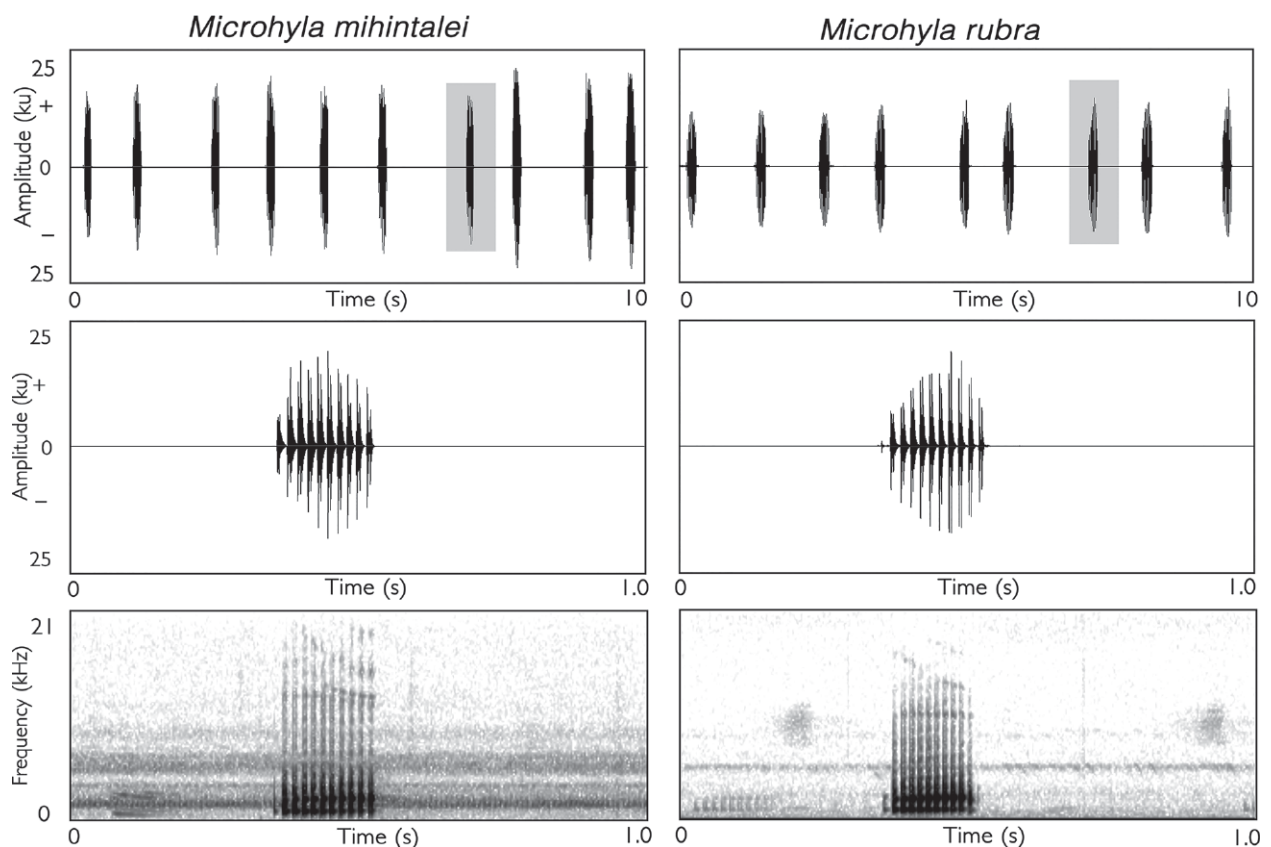 Microhyla mihintalei
Microhyla rubra
25
+
Amplitude (ku)
0
–
25
0
Time (s)
10
0
Time (s)
10
25
+
Amplitude (ku)
0
–
25
0
Time (s)
1.0
0
Time (s)
1.0
21
Frequency (kHz)
0
0
Time (s)
1.0
0
Time (s)
1.0